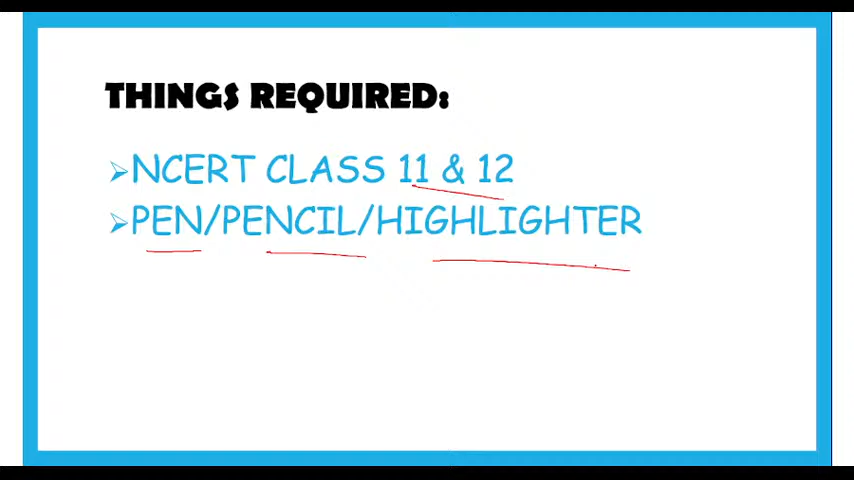 THINGS REQUIRED:
➢NCERT CLASS 11 & 12
➢PEN/PENCIL/HIGHLIGHTER